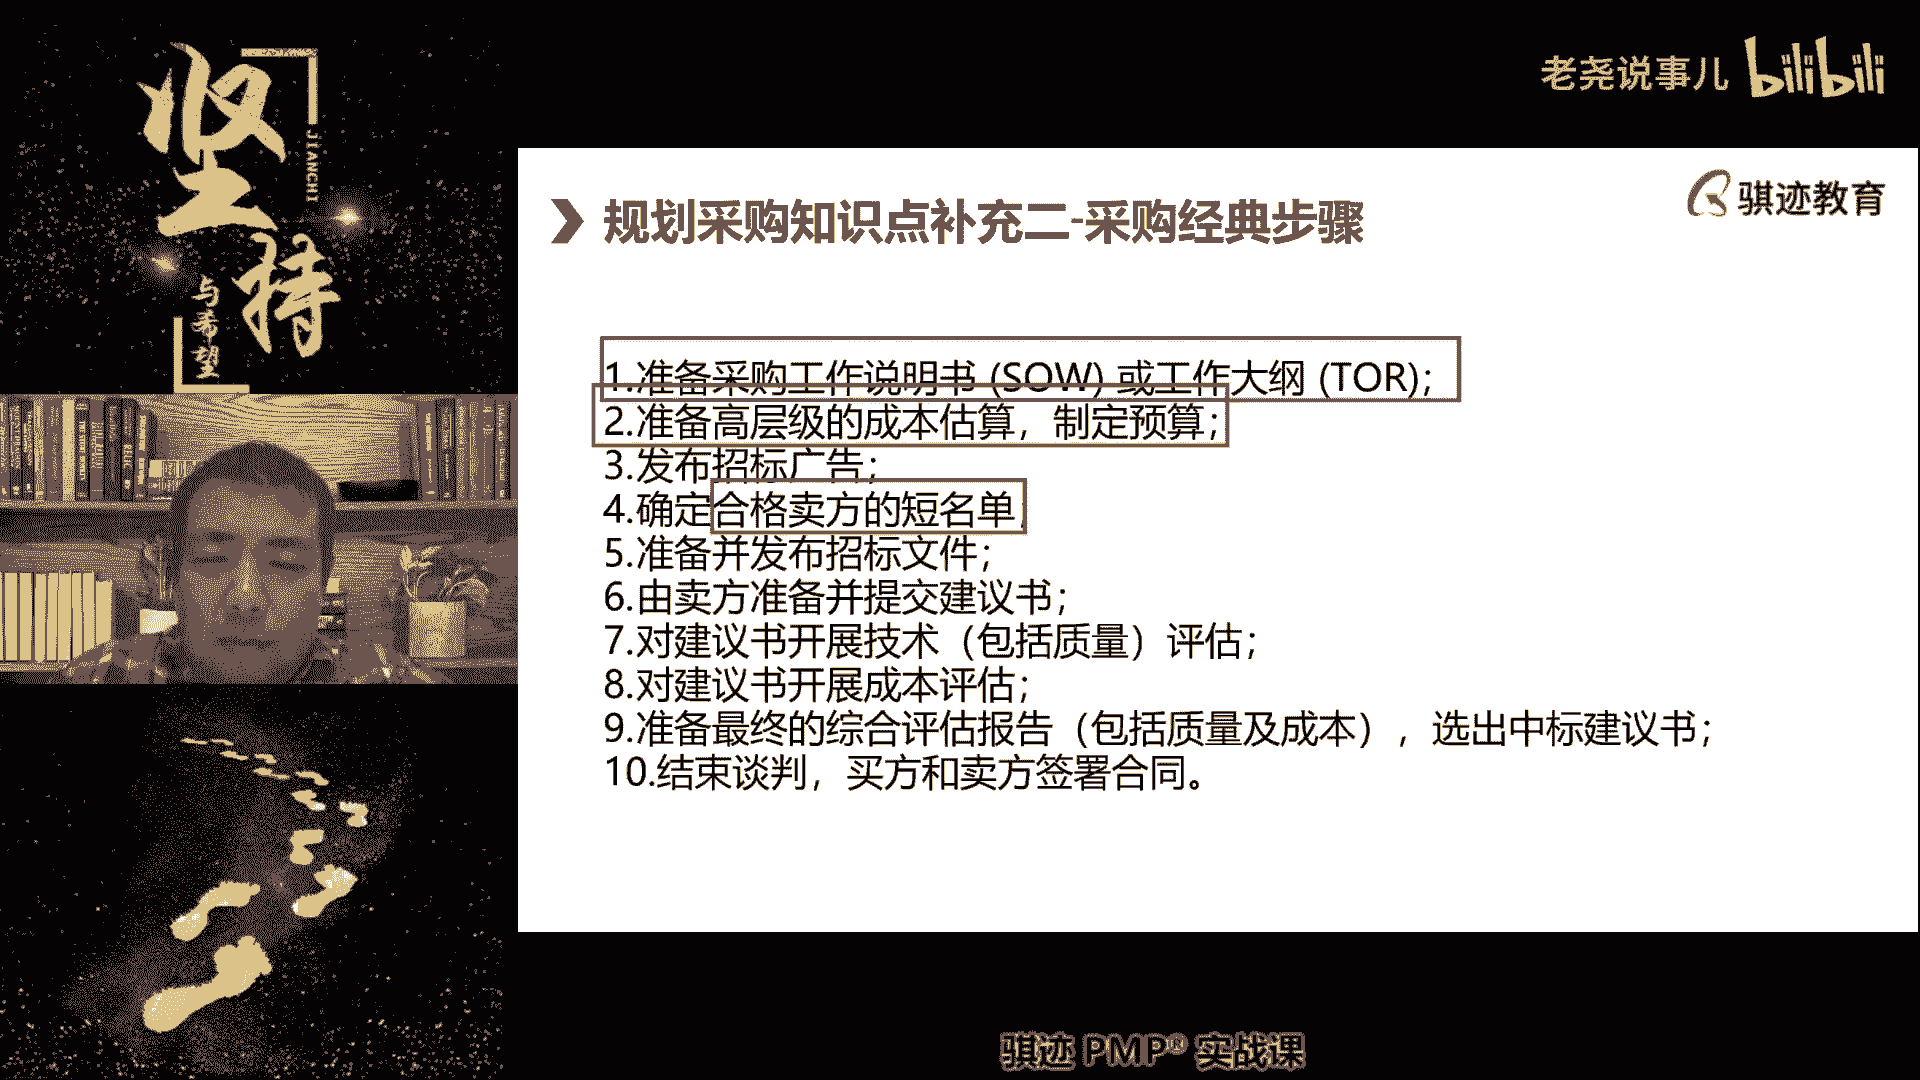 坚持
JIANCHI
与希望
老尧说事儿 bilibili
骐迹教育
规划采购知识点补充二-采购经典步骤
1.准备采购工作说明书 (SOW) 或工作大纲 (TOR)；
2.准备高层级的成本估算，制定预算；
3.发布招标广告；
4.确定合格卖方的短名单；
5.准备并发布招标文件；
6.由卖方准备并提交建议书；
7.对建议书开展技术（包括质量）评估；
8.对建议书开展成本评估；
9.准备最终的综合评估报告（包括质量及成本），选出中标建议书；
10.结束谈判，买方和卖方签署合同。
骐迹 PMP® 实战课